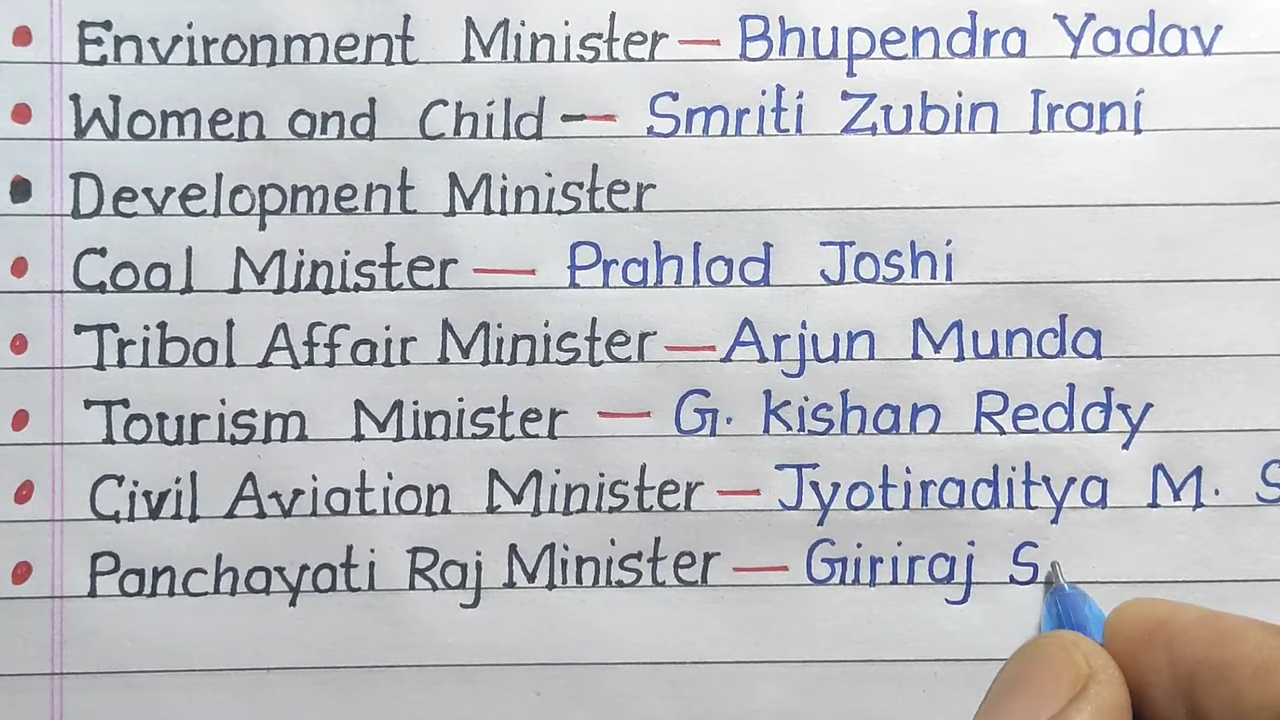 Environment Minister — Bhupendra Yadav
Women and Child — Smriti Zubin Irani
Development Minister
Coal Minister — Prahlad Joshi
Tribal Affair Minister — Arjun Munda
Tourism Minister — G. Kishan Reddy
Civil Aviation Minister — Jyotiraditya M. S
Panchayati Raj Minister — Giriraj S